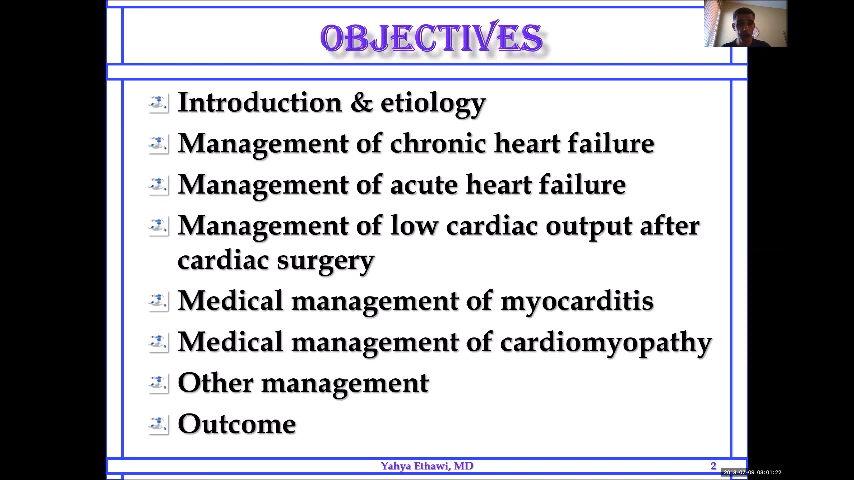 OBJECTIVES
Introduction & etiology
Management of chronic heart failure
Management of acute heart failure
Management of low cardiac output after
cardiac surgery
Medical management of myocarditis
Medical management of cardiomyopathy
Other management
Outcome
Yahya Ethawi, MD
2